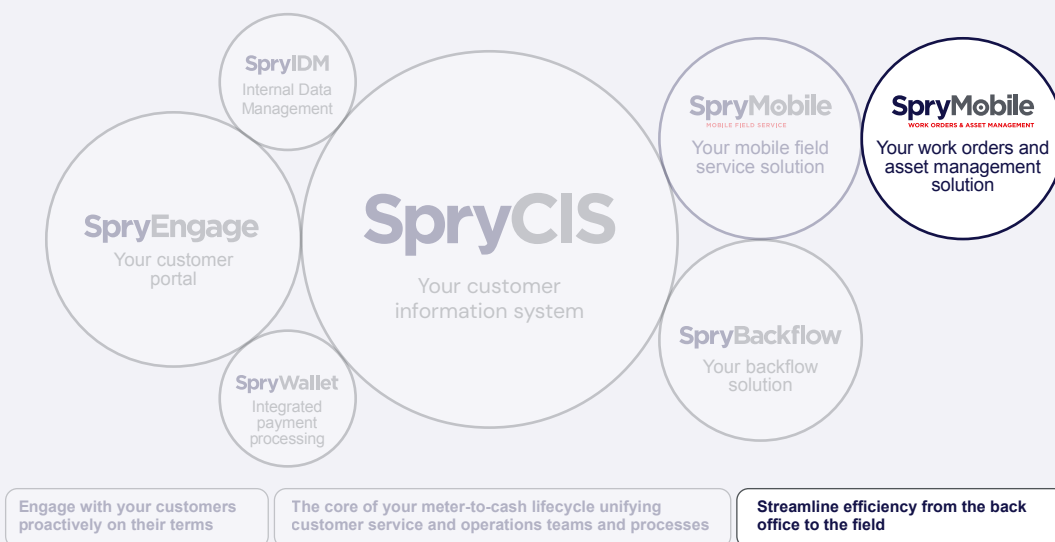 SpryIDM
Internal Data
Management
SpryEngage
Your customer
portal
SpryWallet
Integrated
payment
processing
SpryCIS
Your customer
information system
SpryMobile
MOBILE FIELD SERVICE
Your mobile field
service solution
SpryMobile
WORK ORDERS & ASSET MANAGEMENT
Your work orders and
asset management
solution
SpryBackflow
Your backflow
solution
Engage with your customers
proactively on their terms
The core of your meter-to-cash lifecycle unifying
customer service and operations teams and processes
Streamline efficiency from the back
office to the field